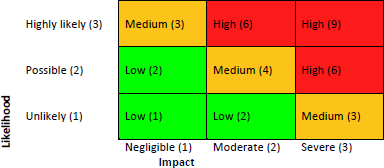 Highly likely (3) Medium (3) High (6) High (9)
Possible (2) Low (2) Medium (4) High (6)
Unlikely (1) Low (1) Low (2) Medium (3)
Negligible (1) Moderate (2) Severe (3)
Impact
Likelihood